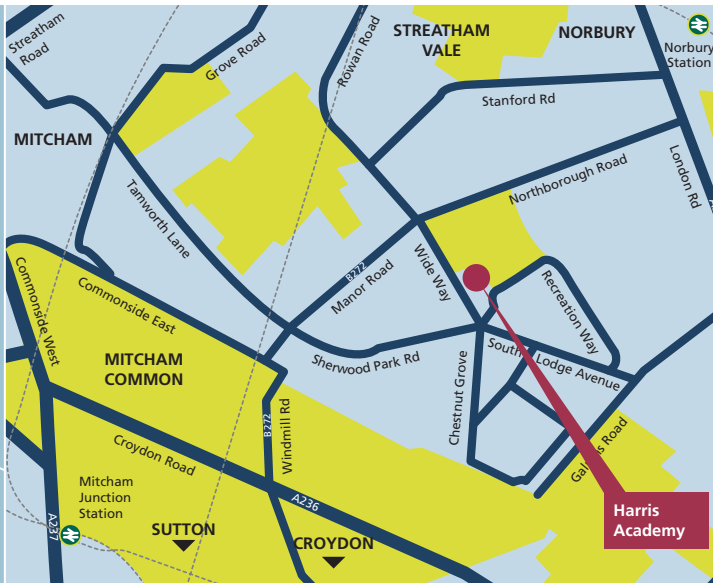 Streatham
Road
Grove Road
Rowan Road
STREATHAM
VALE
NORBURY
Norbury
Station
Stanford Rd
MITCHAM
Tamworth Lane
Northborough Road
London Rd
Commonside West
Commonside East
B272
Manor Road
Wide Way
Recreation Way
MITCHAM
COMMON
Sherwood Park Rd
South Lodge Avenue
Chestnut Grove
B272
Windmill Rd
Croydon Road
Mitcham
Junction
Station
A237
A236
SUTTON
CROYDON
Road
Harris
Academy